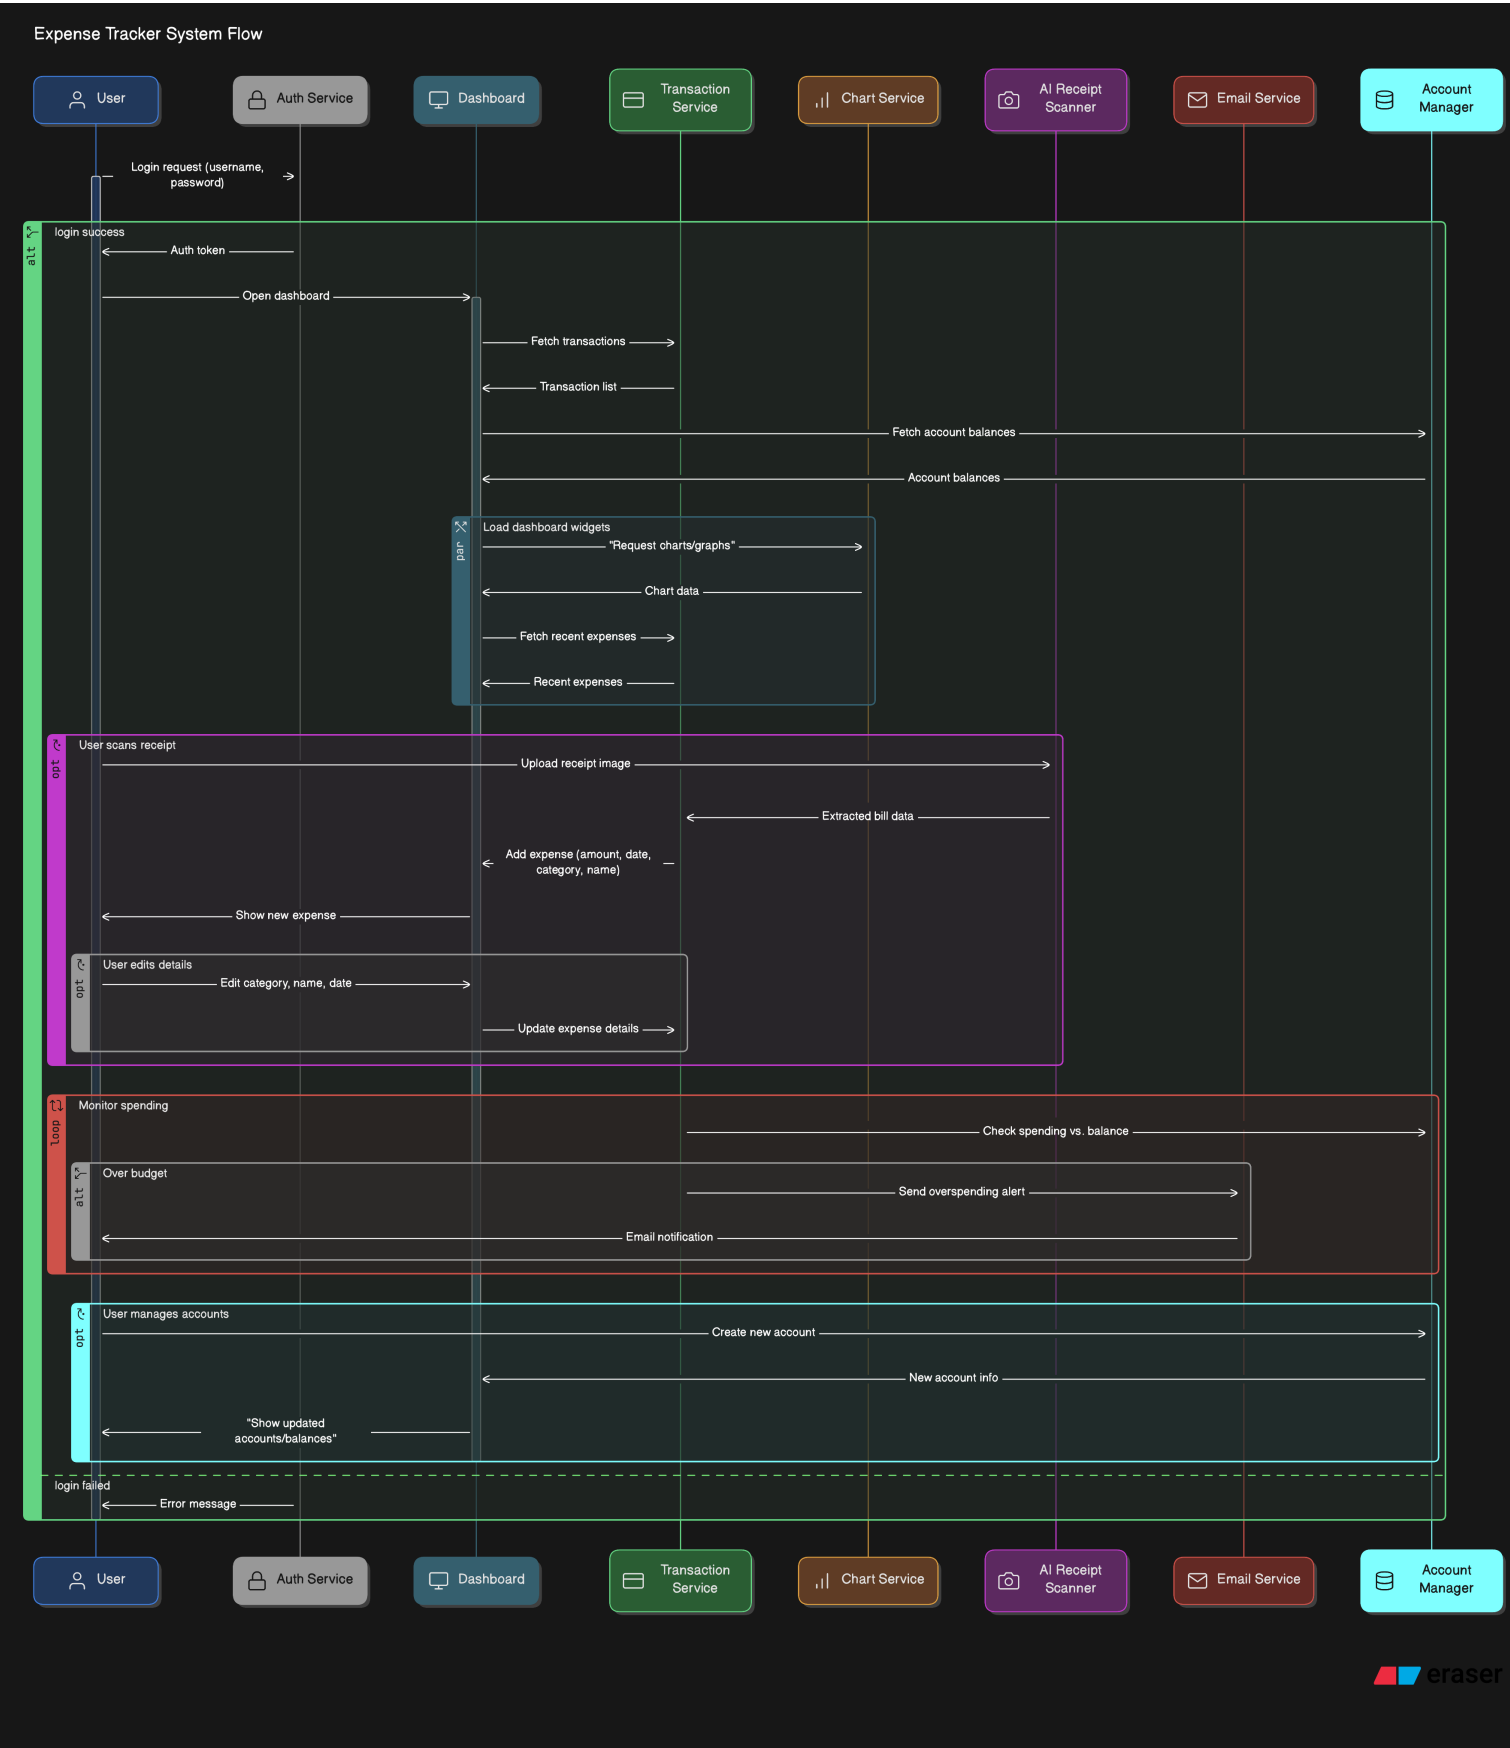 Expense Tracker System Flow
User
Auth Service
Dashboard
Transaction
Service
Chart Service
AI Receipt
Scanner
Email Service
Account
Manager
Login request (username,
password)
alt
login success
Auth token
Open dashboard
Fetch transactions
Transaction list
Fetch account balances
Account balances
par
Load dashboard widgets
"Request charts/graphs"
Chart data
Fetch recent expenses
Recent expenses
opt
User scans receipt
Upload receipt image
Extracted bill data
Add expense (amount, date,
category, name)
Show new expense
opt
User edits details
Edit category, name, date
Update expense details
loop
Monitor spending
Check spending vs. balance
alt
Over budget
Send overspending alert
Email notification
opt
User manages accounts
Create new account
New account info
"Show updated
accounts/balances"
login failed
Error message
User
Auth Service
Dashboard
Transaction
Service
Chart Service
AI Receipt
Scanner
Email Service
Account
Manager
eraser